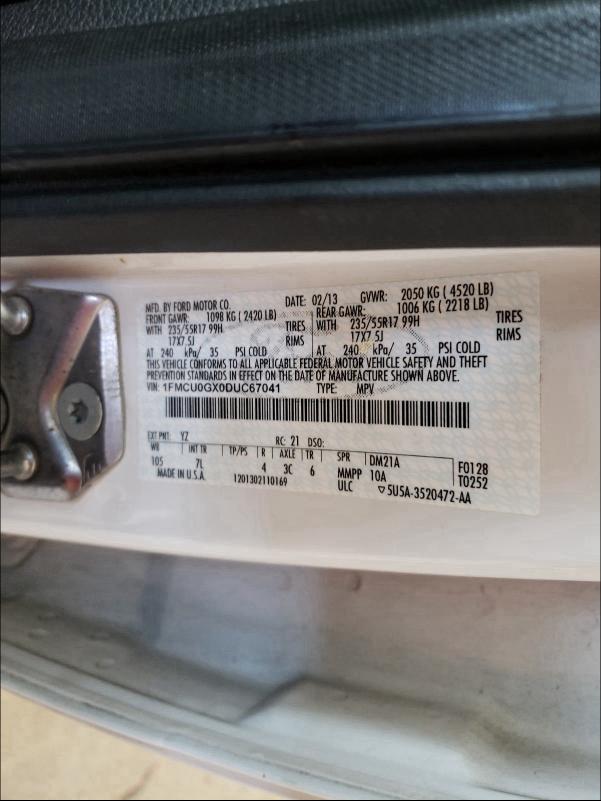 MFD. BY FORD MOTOR CO. DATE: 02/13 GVWR: 2050 KG ( 4520 LB)
FRONT GAWR: 1098 KG ( 2420 LB) REAR GAWR: 1006 KG ( 2218 LB)
WITH 235/55R17 99H TIRES WITH 235/55R17 99H TIRES
17X7.5J RIMS 17X7.5J RIMS
AT 240 kPa/ 35 PSI COLD AT 240 kPa/ 35 PSI COLD
THIS VEHICLE CONFORMS TO ALL APPLICABLE FEDERAL MOTOR VEHICLE SAFETY AND THEFT
PREVENTION STANDARDS IN EFFECT ON THE DATE OF MANUFACTURE SHOWN ABOVE.
VIN: 1FMCU0GX0DUC67041 TYPE: MPV
EXT PNT: YZ RC: 21 DSO:
WB INT TR TP/PS R AXLE TR SPR DM21A F0128
105 7L 4 3C 6 MMPP 10A T0252
MADE IN U.S.A. 1201302110169 ULC ▽5U5A-3520472-AA